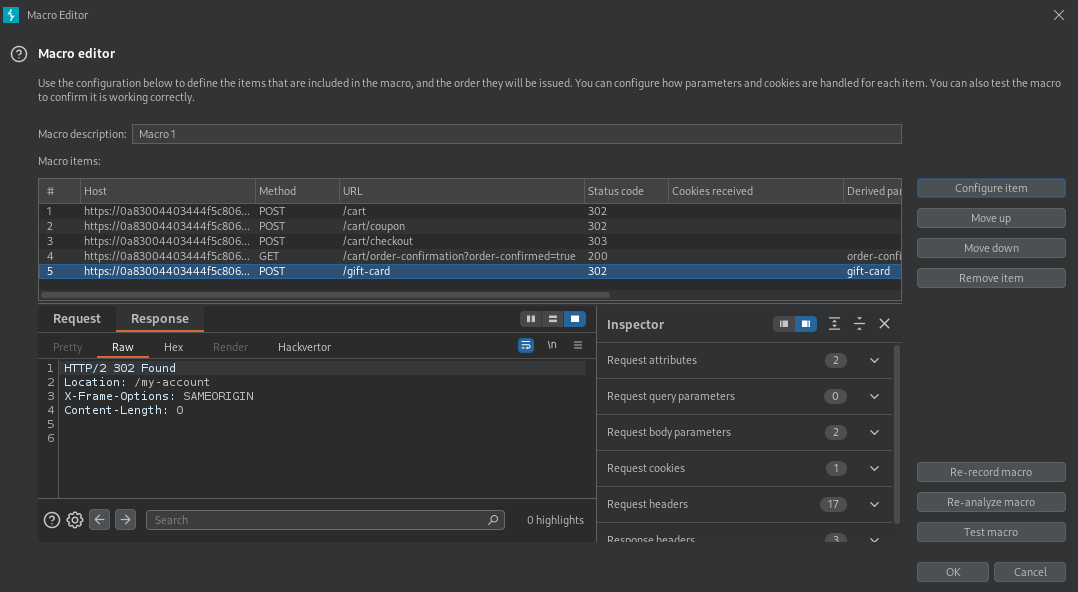 Macro Editor
Macro editor
Use the configuration below to define the items that are included in the macro, and the order they will be issued. You can configure how parameters and cookies are handled for each item. You can also test the macro
to confirm it is working correctly.
Macro description: Macro 1
Macro items:
# Host Method URL Status code Cookies received Derived par
1 https://0a83004403444f5c806... POST /cart 302
2 https://0a83004403444f5c806... POST /cart/coupon 302
3 https://0a83004403444f5c806... POST /cart/checkout 303
4 https://0a83004403444f5c806... GET /cart/order-confirmation?order-confirmed=true 200 order-confi
5 https://0a83004403444f5c806... POST /gift-card 302 gift-card
Configure item
Move up
Move down
Remove item
Request Response
Pretty Raw Hex Render Hackvertor \n
1 HTTP/2 302 Found
2 Location: /my-account
3 X-Frame-Options: SAMEORIGIN
4 Content-Length: 0
5
6
Search 0 highlights
Inspector
Request attributes 2
Request query parameters 0
Request body parameters 2
Request cookies 1
Request headers 17
Response headers 3
Re-record macro
Re-analyze macro
Test macro
OK Cancel